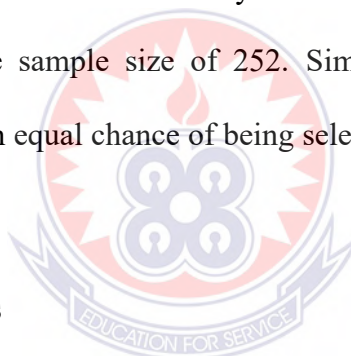 sample size of 252. Sim
equal chance of being sele
EDUCATION FOR SERVICE